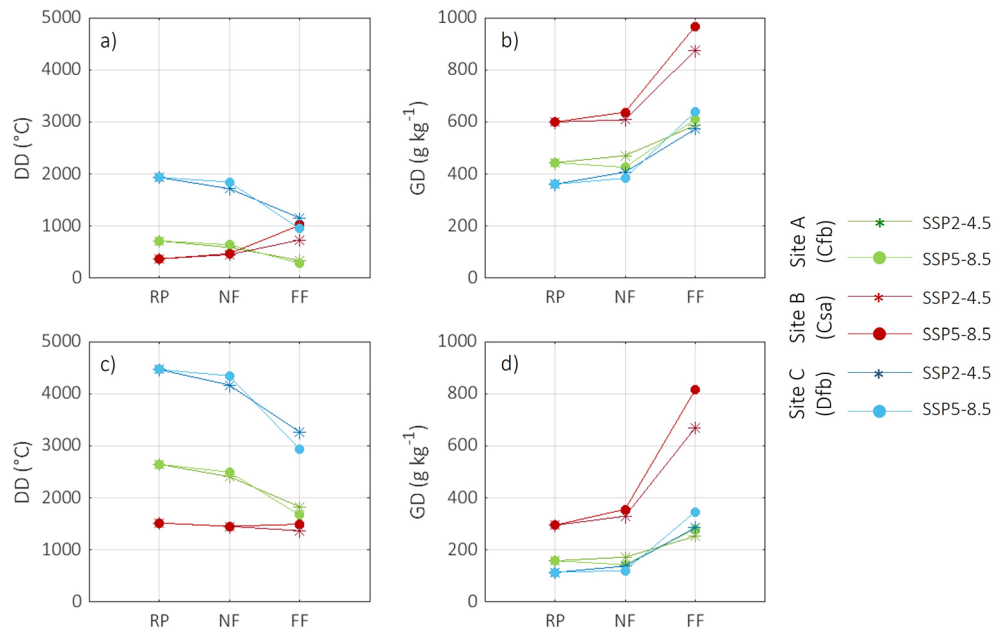 a)
DD (°C)
5000
4000
3000
2000
1000
0
RP NF FF
b)
GD (g kg-1)
1000
800
600
400
200
0
RP NF FF
c)
DD (°C)
5000
4000
3000
2000
1000
0
RP NF FF
d)
GD (g kg-1)
1000
800
600
400
200
0
RP NF FF
Site A
(Cfb)
SSP2-4.5
SSP5-8.5
Site B
(Csa)
SSP2-4.5
SSP5-8.5
Site C
(Dfb)
SSP2-4.5
SSP5-8.5